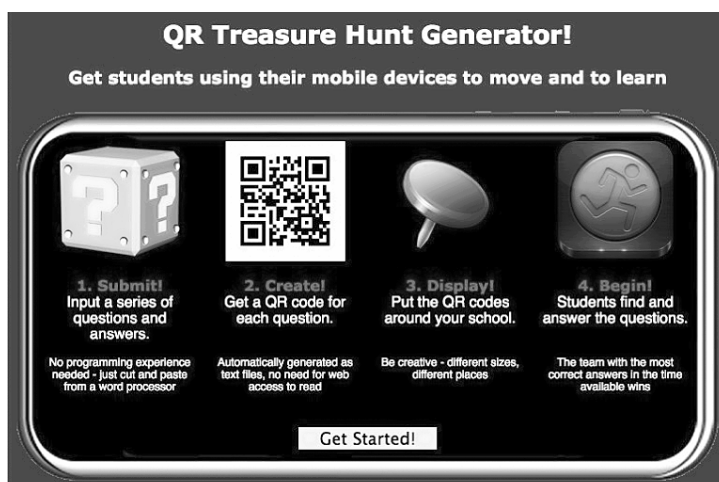 QR Treasure Hunt Generator!
Get students using their mobile devices to move and to learn
1. Submit!
Input a series of
questions and
answers.
No programming experience
needed - just cut and paste
from a word processor
2. Create!
Get a QR code for
each question.
Automatically generated as
text files, no need for web
access to read
3. Display!
Put the QR codes
around your school.
Be creative - different sizes,
different places
4. Begin!
Students find and
answer the questions.
The team with the most
correct answers in the time
available wins
Get Started!